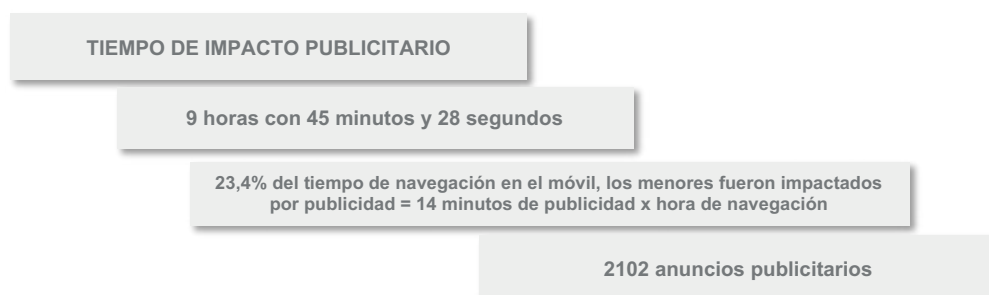 TIEMPO DE IMPACTO PUBLICITARIO
9 horas con 45 minutos y 28 segundos
23,4% del tiempo de navegación en el móvil, los menores fueron impactados
por publicidad = 14 minutos de publicidad x hora de navegación
2102 anuncios publicitarios